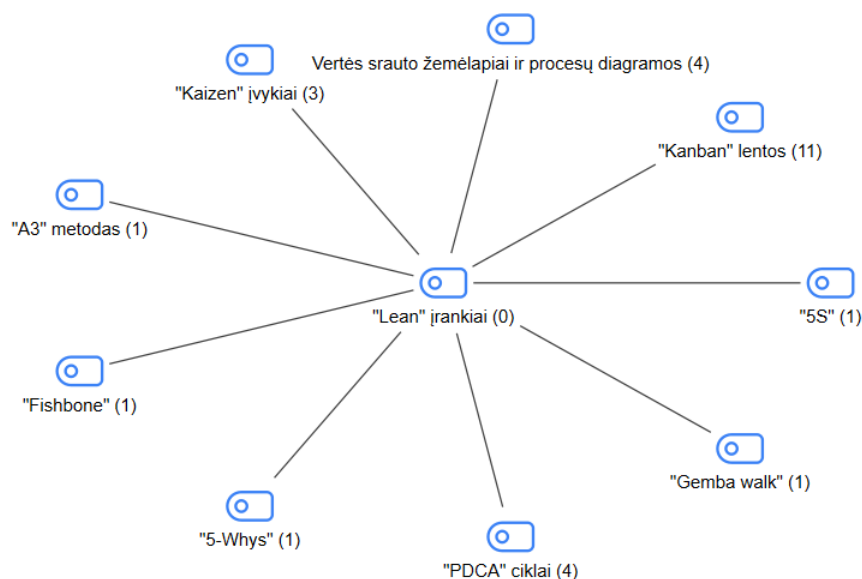 Vertės srauto žemėlapiai ir procesų diagramos (4)
"Kaizen" įvykiai (3)
"Kanban" lentos (11)
"A3" metodas (1)
"Lean" įrankiai (0)
"5S" (1)
"Fishbone" (1)
"Gemba walk" (1)
"5-Whys" (1)
"PDCA" ciklai (4)